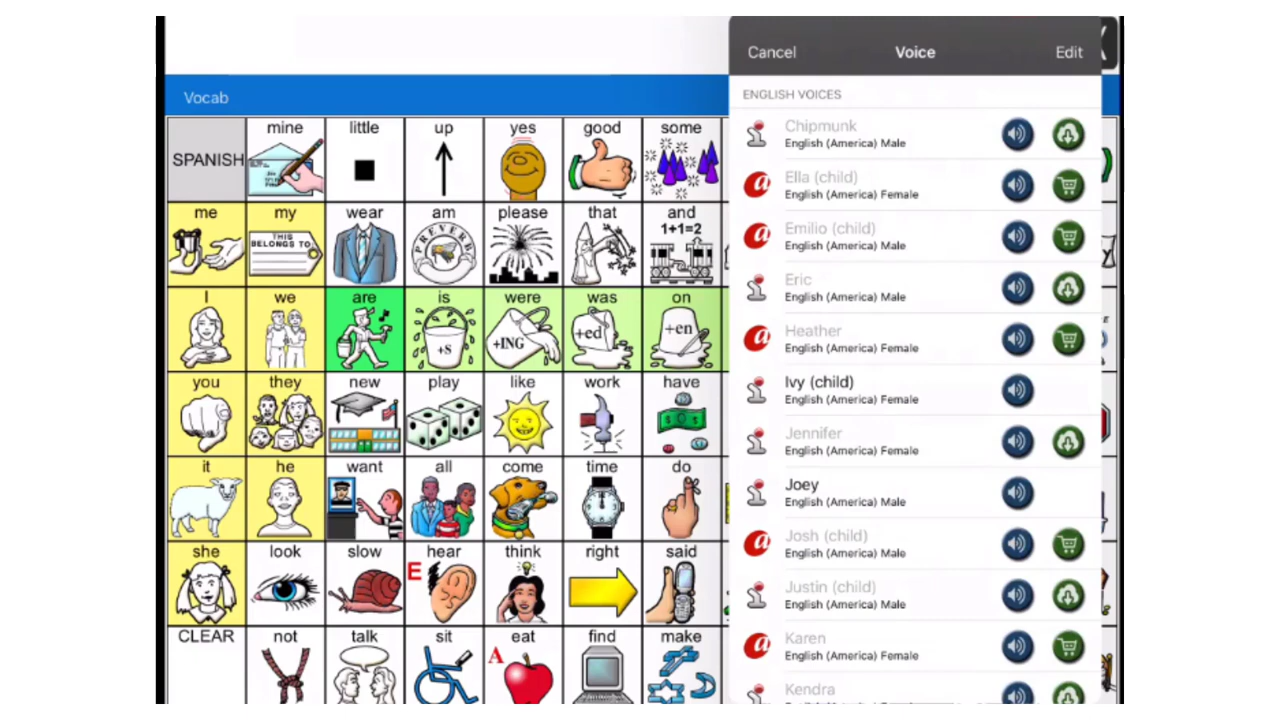 Cancel Voice Edit
Vocab
ENGLISH VOICES
SPANISH mine little up yes good some
me my wear am please that and
THIS
BELONGS TO
PREVERB
1+1=2
I we are is were was on
+s +ING +ed +en
you they new play like work have
it he want all come time do
she look slow hear think right said
E
CLEAR not talk sit eat find make
A
Chipmunk
English (America) Male
Ella (child)
English (America) Female
Emilio (child)
English (America) Male
Eric
English (America) Male
Heather
English (America) Female
Ivy (child)
English (America) Female
Jennifer
English (America) Female
Joey
English (America) Male
Josh (child)
English (America) Male
Justin (child)
English (America) Male
Karen
English (America) Female
Kendra